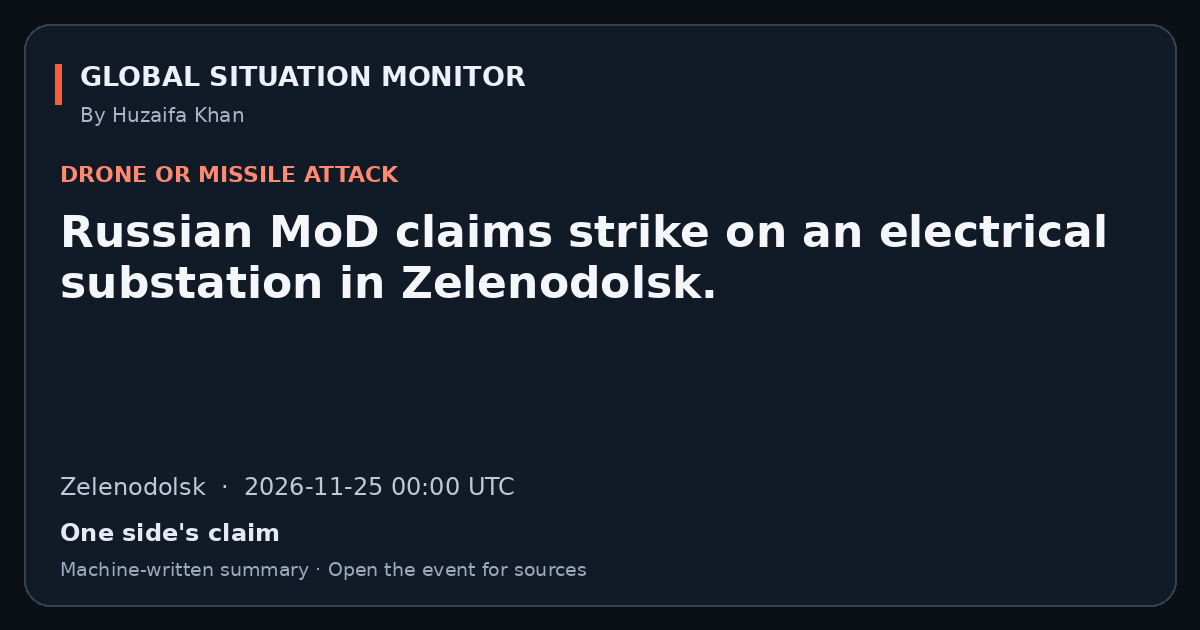 GLOBAL SITUATION MONITOR
By Huzaifa Khan
DRONE OR MISSILE ATTACK
Russian MoD claims strike on an electrical
substation in Zelenodolsk.
Zelenodolsk · 2026-11-25 00:00 UTC
One side's claim
Machine-written summary · Open the event for sources